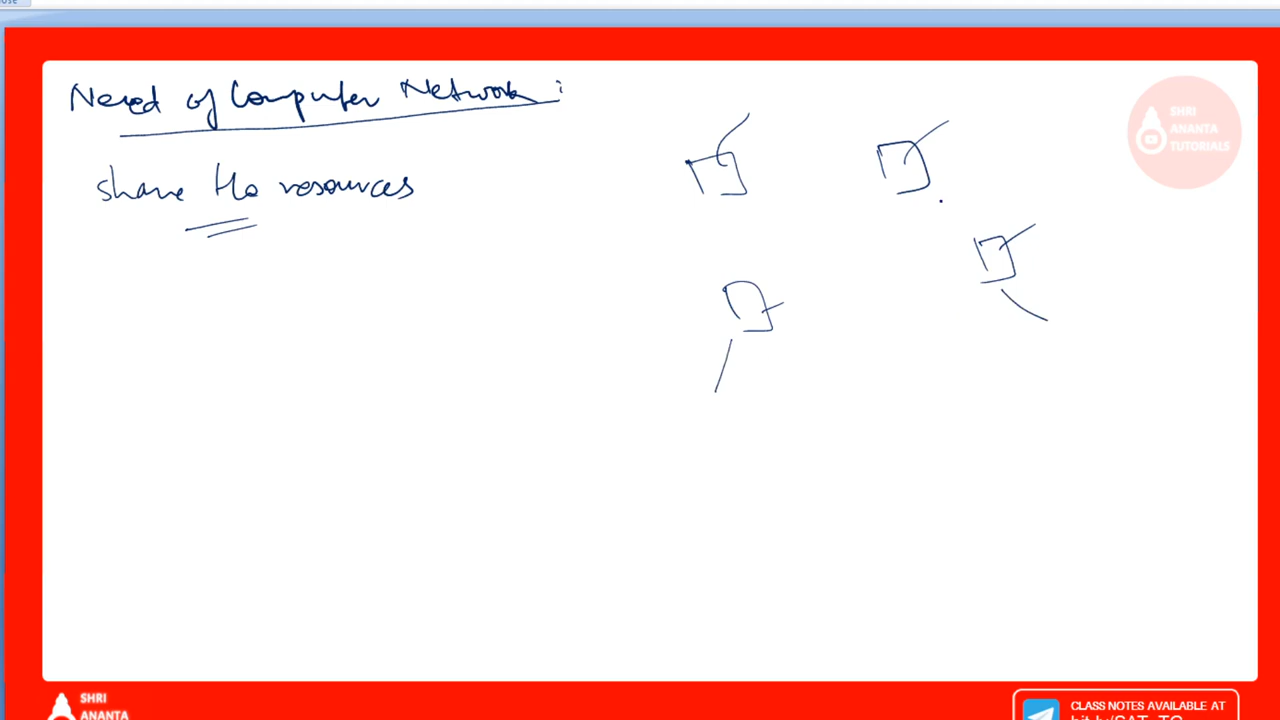 Need of Computer Network :
share the resources
SHRI
ANANTA
TUTORIALS
SHRI
ANANTA
CLASS NOTES AVAILABLE AT